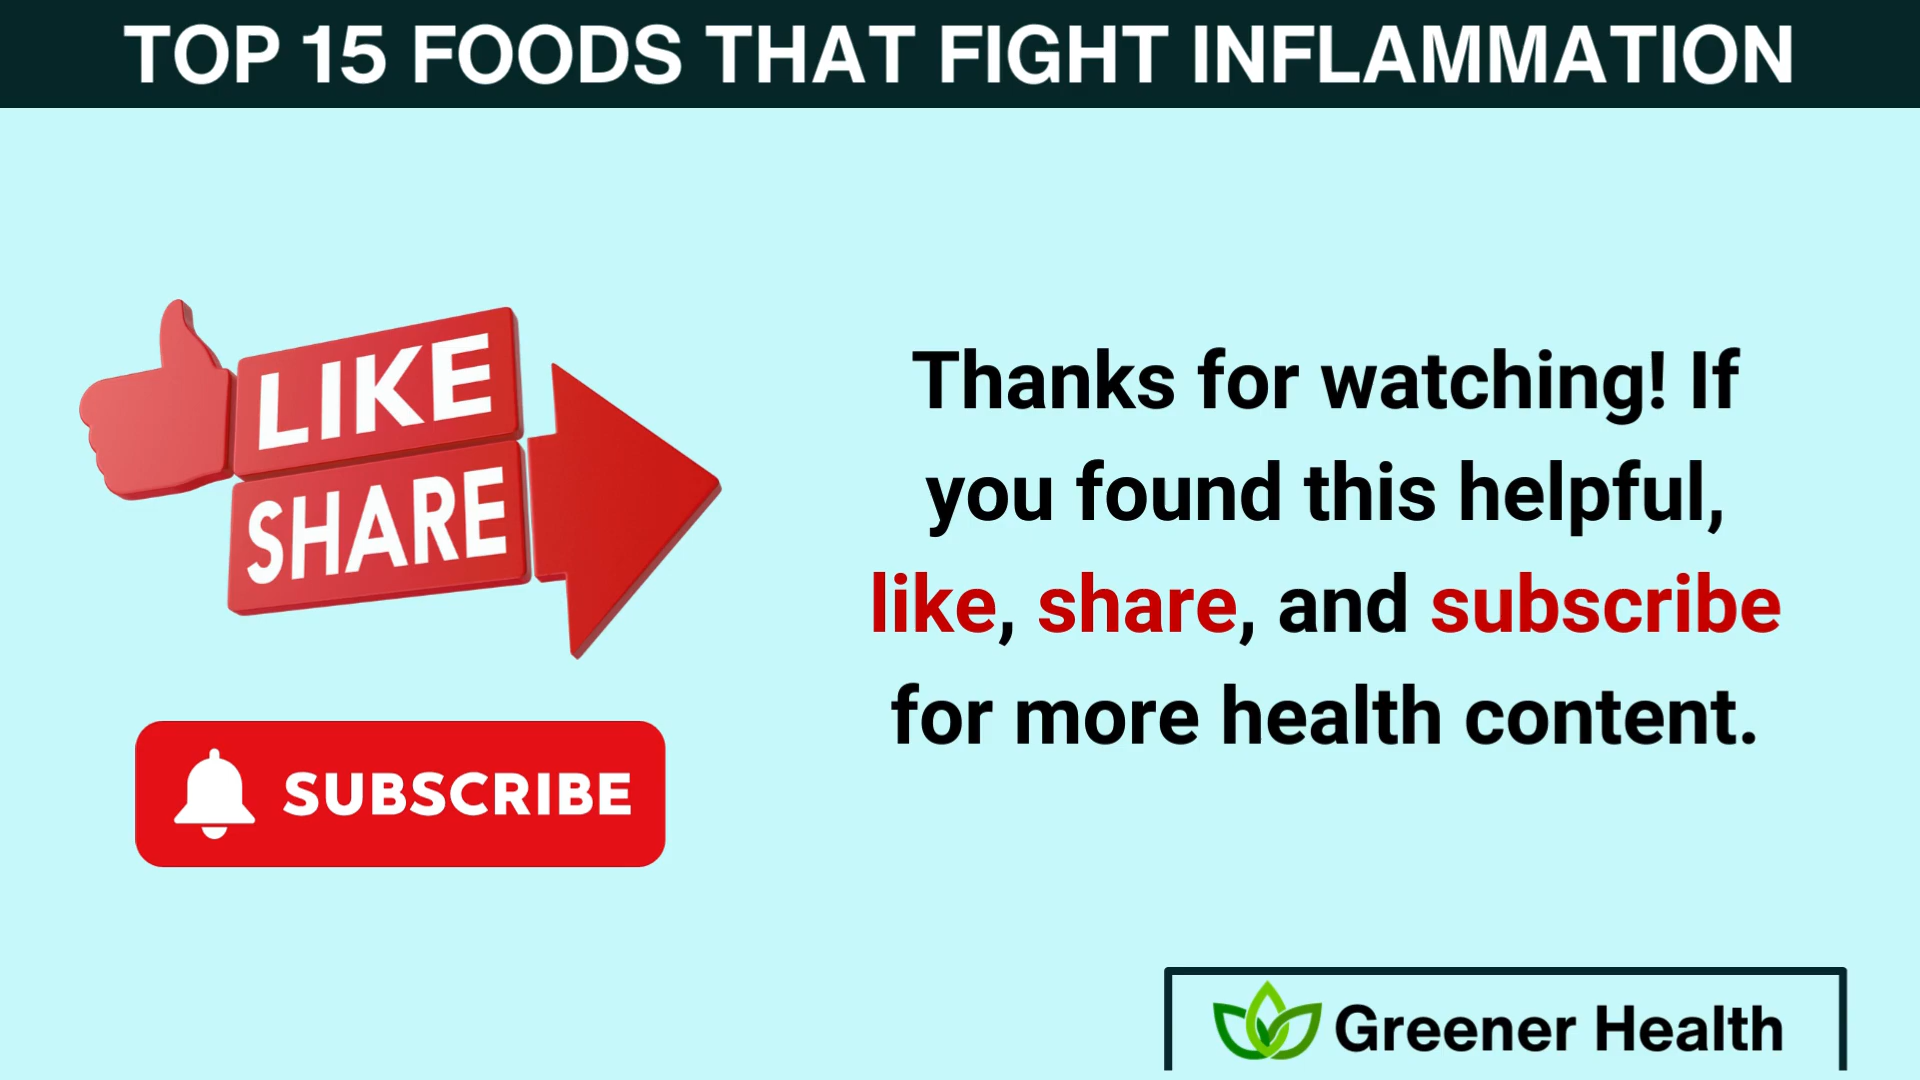 TOP 15 FOODS THAT FIGHT INFLAMMATION
LIKE
SHARE
SUBSCRIBE
Thanks for watching! If
you found this helpful,
like, share, and subscribe
for more health content.
Greener Health